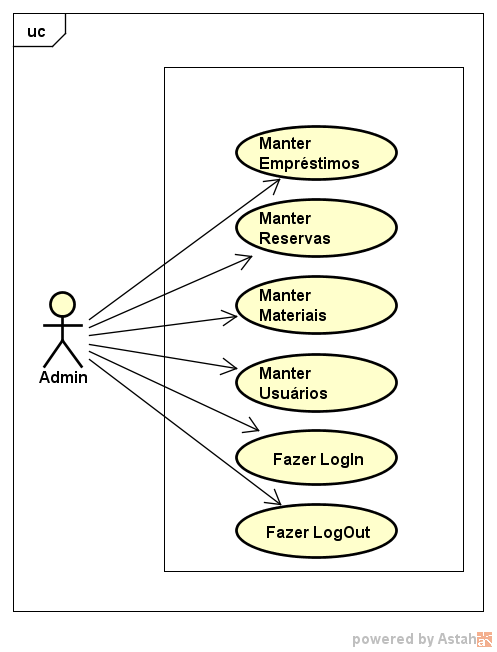 uc
Manter
Empréstimos
Manter
Reservas
Manter
Materiais
Manter
Usuários
Fazer LogIn
Fazer LogOut
Admin
powered by Astah